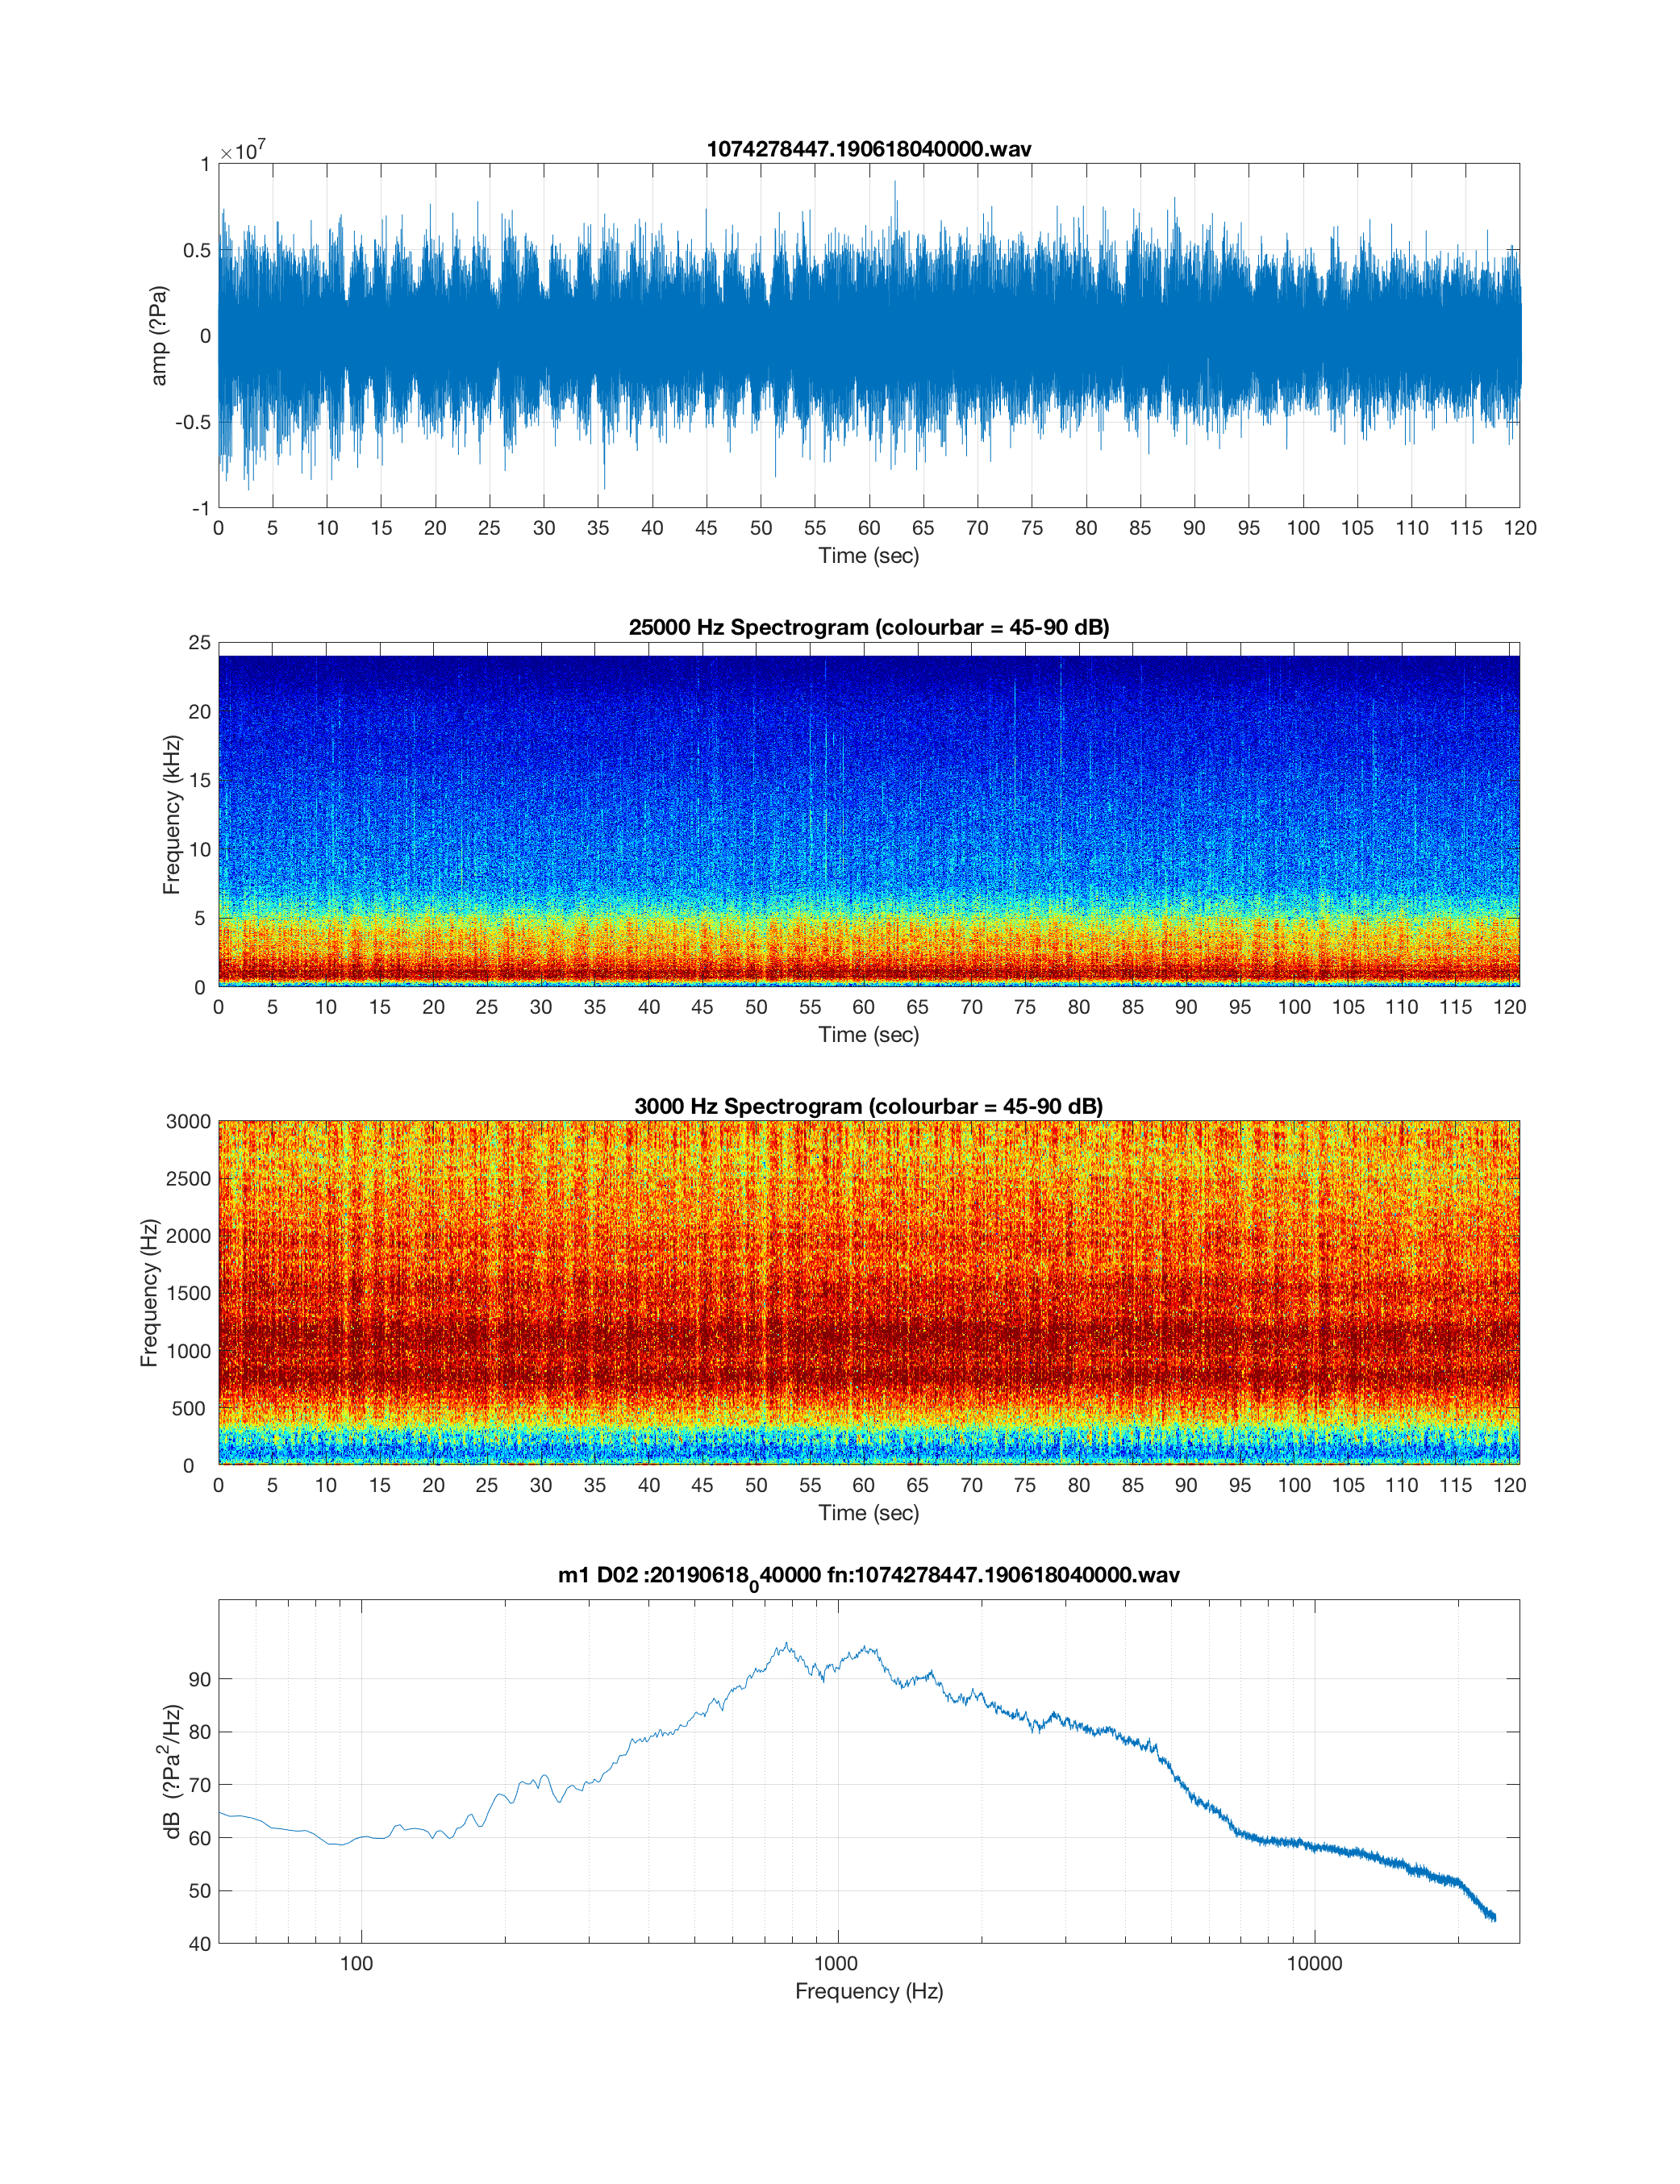 1074278447.190618040000.wav
×10^7
1
0.5
0
-0.5
-1
amp (?Pa)
0 5 10 15 20 25 30 35 40 45 50 55 60 65 70 75 80 85 90 95 100 105 110 115 120
Time (sec)
25000 Hz Spectrogram (colourbar = 45-90 dB)
25
20
15
10
5
0
Frequency (kHz)
0 5 10 15 20 25 30 35 40 45 50 55 60 65 70 75 80 85 90 95 100 105 110 115 120
Time (sec)
3000 Hz Spectrogram (colourbar = 45-90 dB)
3000
2500
2000
1500
1000
500
0
Frequency (Hz)
0 5 10 15 20 25 30 35 40 45 50 55 60 65 70 75 80 85 90 95 100 105 110 115 120
Time (sec)
m1 D02 :20190618_040000 fn:1074278447.190618040000.wav
90
80
70
60
50
40
dB (?Pa^2/Hz)
100 1000 10000
Frequency (Hz)